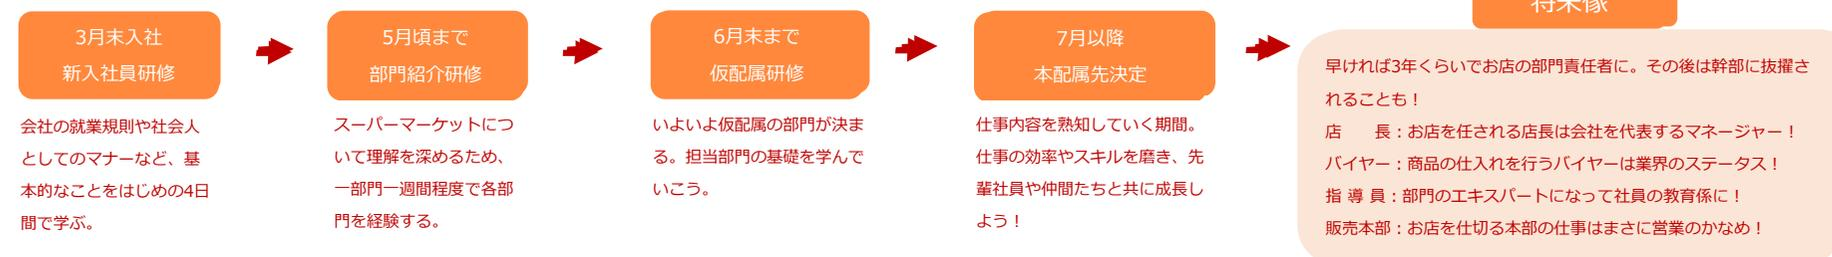 3月末入社
新入社員研修
会社の就業規則や社会人
としてのマナーなど、基
本的なことをはじめの4日
間で学ぶ。
5月頃まで
部門紹介研修
スーパーマーケットにつ
いて理解を深めるため、
一部門一週間程度で各部
門を経験する。
6月末まで
仮配属研修
いよいよ仮配属の部門が決ま
る。担当部門の基礎を学んで
いこう。
7月以降
本配属先決定
仕事内容を熟知していく期間。
仕事の効率やスキルを磨き、先
輩社員や仲間たちと共に成長し
よう！
将来像
早ければ3年くらいでお店の部門責任者に。その後は幹部に抜擢さ
れることも！
店　　長：お店を任される店長は会社を代表するマネージャー！
バイヤー：商品の仕入れを行うバイヤーは業界のステータス！
指 導 員：部門のエキスパートになって社員の教育係に！
販売本部：お店を仕切る本部の仕事はまさに営業のかなめ！